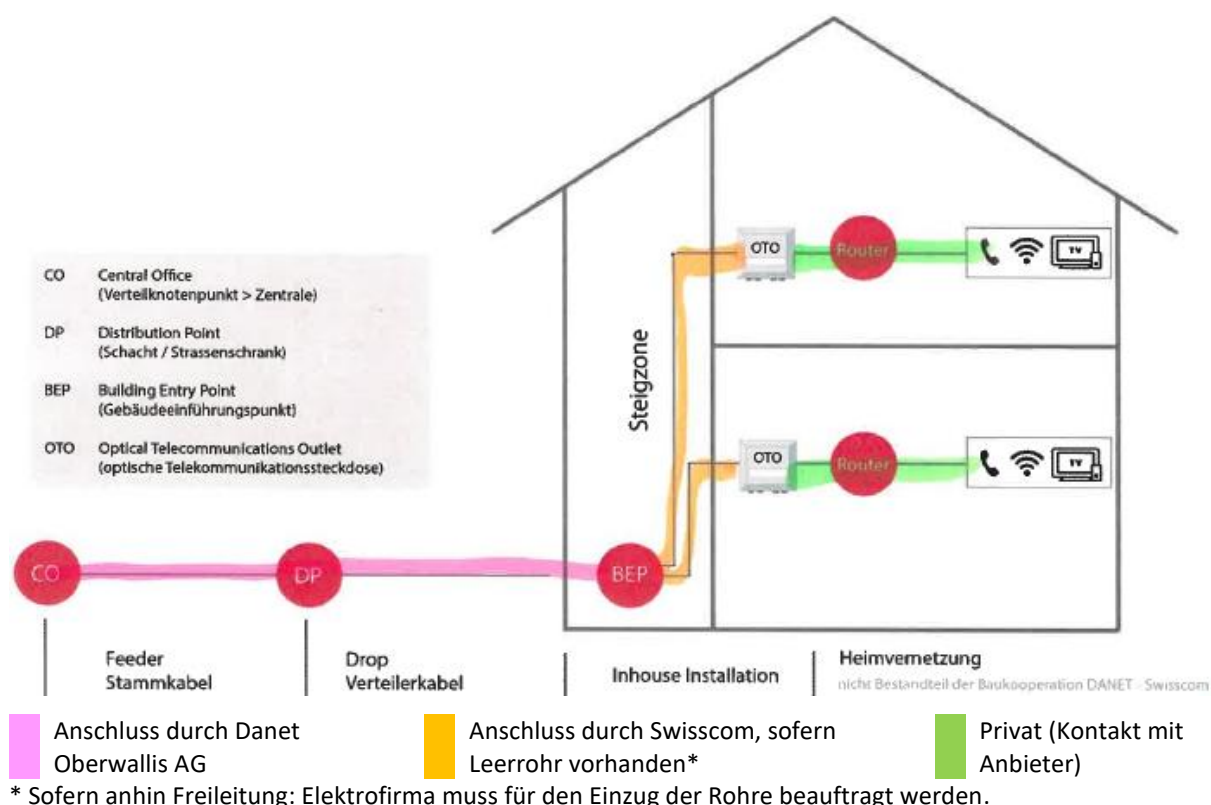 CO Central Office
(Verteilknotenpunkt > Zentrale)
DP Distribution Point
(Schacht / Strassenschrank)
BEP Building Entry Point
(Gebäudeeinführungspunkt)
OTO Optical Telecommunications Outlet
(optische Telekommunikationssteckdose)
OTO Router TV
Steigzone
OTO Router TV
CO DP BEP
Feeder
Stammkabel
Drop
Verteilerkabel
Inhouse Installation
Heimvernetzung
nicht Bestandteil der Baukooperation DANET - Swisscom
Anschluss durch Danet
Oberwallis AG
Anschluss durch Swisscom, sofern
Leerrohr vorhanden*
Privat (Kontakt mit
Anbieter)
* Sofern anhin Freileitung: Elektrofirma muss für den Einzug der Rohre beauftragt werden.